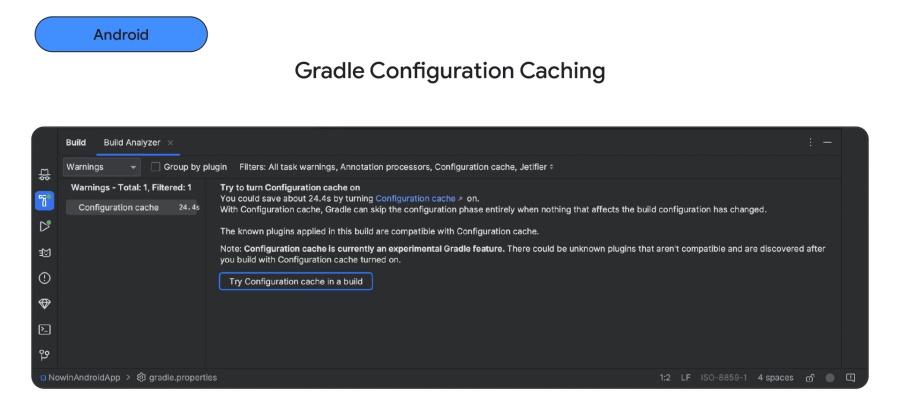 Android
Gradle Configuration Caching
Build Build Analyzer
Warnings Group by plugin Filters: All task warnings, Annotation processors, Configuration cache, Jetifier
Warnings - Total: 1, Filtered: 1
Configuration cache 24.4s
Try to turn Configuration cache on
You could save about 24.4s by turning Configuration cache on.
With Configuration cache, Gradle can skip the configuration phase entirely when nothing that affects the build configuration has changed.
The known plugins applied in this build are compatible with Configuration cache.
Note: Configuration cache is currently an experimental Gradle feature. There could be unknown plugins that aren't compatible and are discovered after
you build with Configuration cache turned on.
Try Configuration cache in a build
NowinAndroidApp > gradle.properties 1:2 LF ISO-8859-1 4 spaces